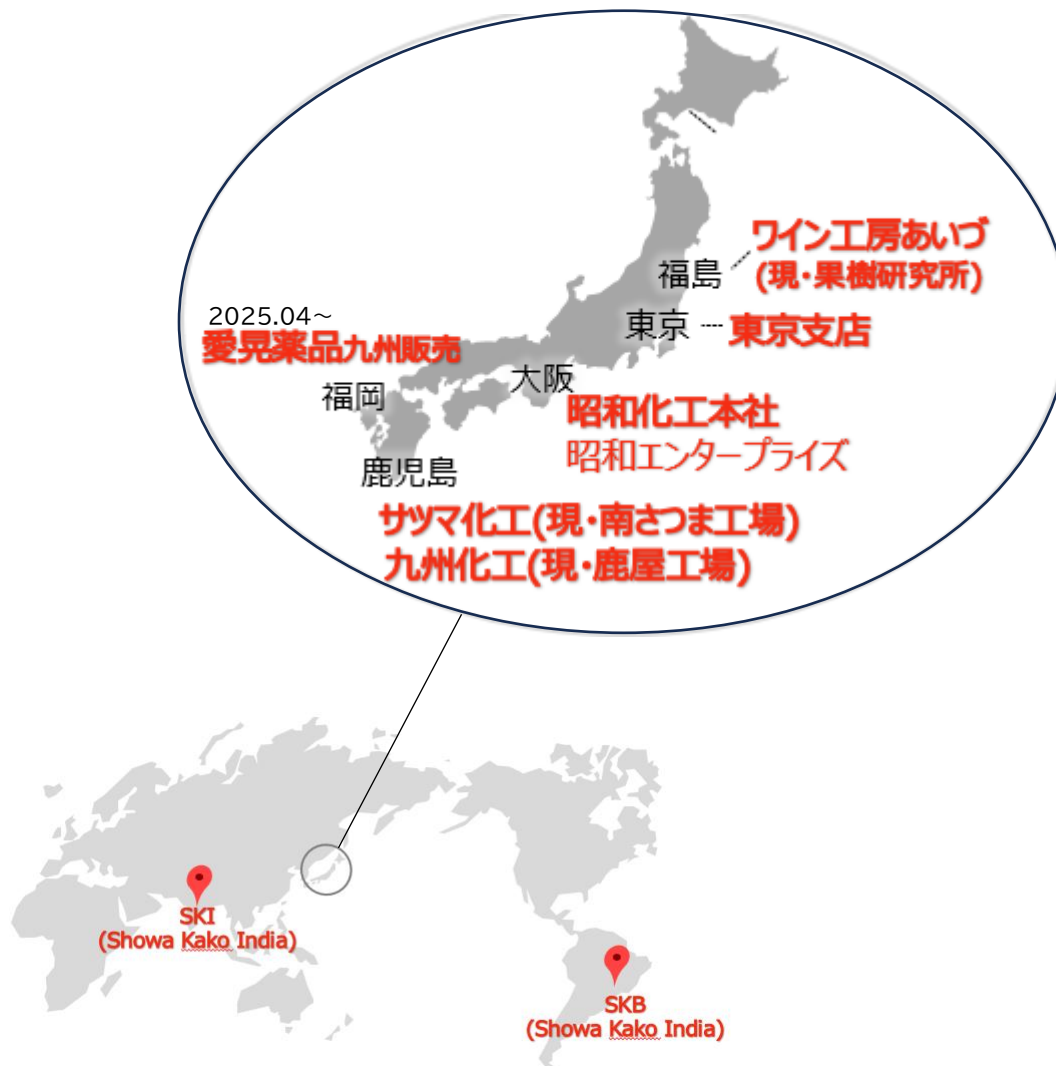 ワイン工房あいづ
(現・果樹研究所)
福島
2025.04～
東京
東京支店
愛晃薬品九州販売
大阪
福岡
昭和化工本社
昭和エンタープライズ
鹿児島
サツマ化工(現・南さつま工場)
九州化工(現・鹿屋工場)
SKI
(Showa Kako India)
SKB
(Showa Kako India)